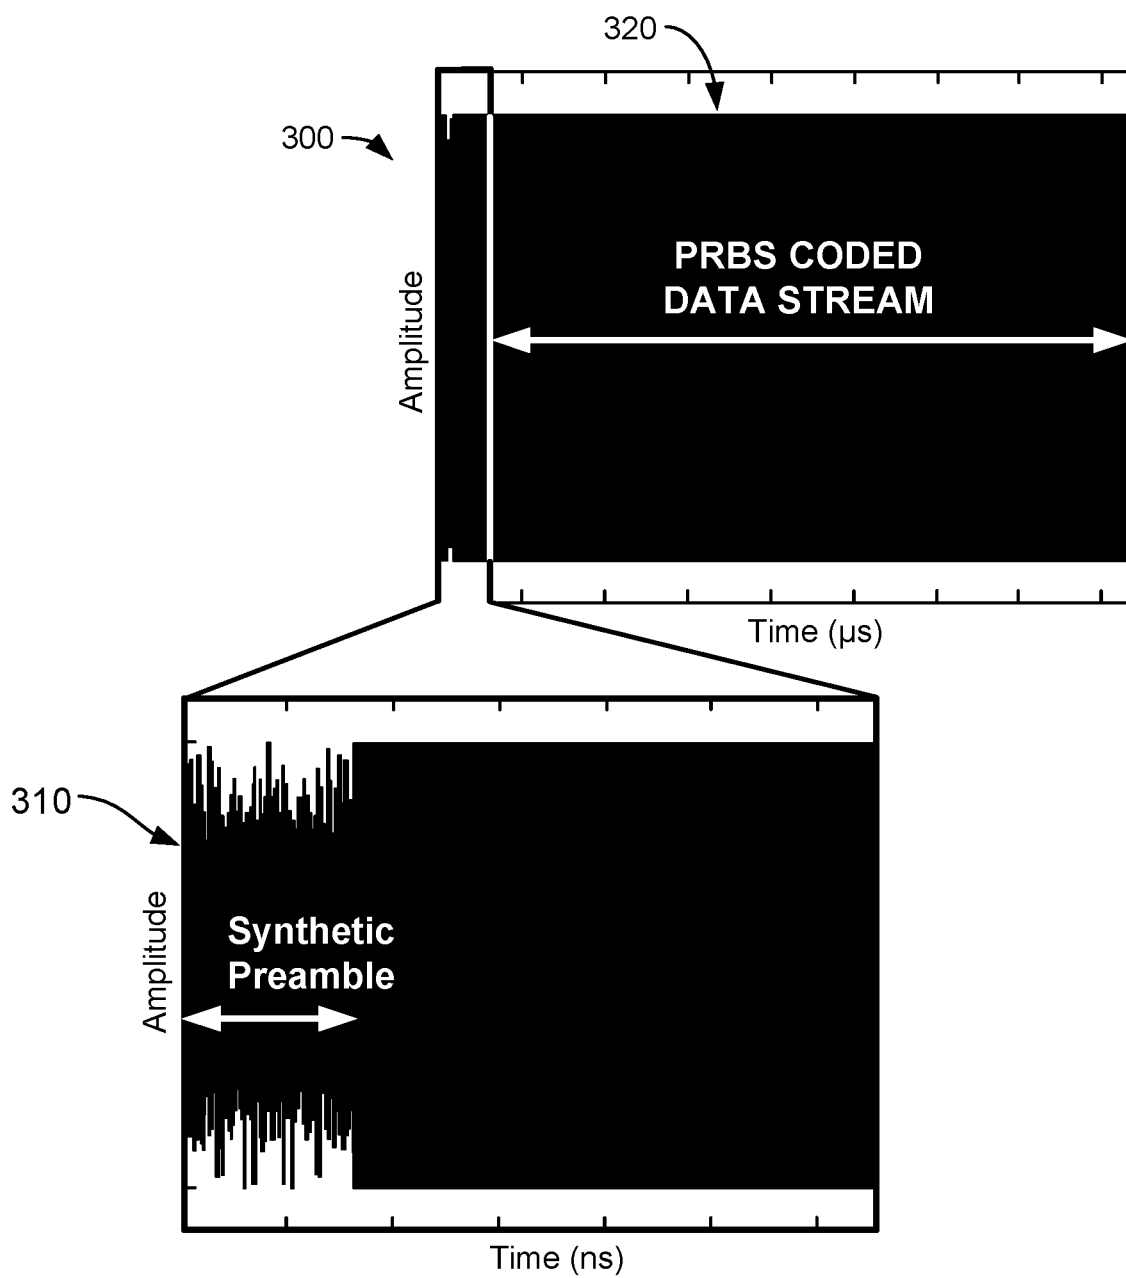 320
300
PRBS CODED
DATA STREAM
Amplitude
Time (µs)
310
Synthetic
Preamble
Amplitude
Time (ns)